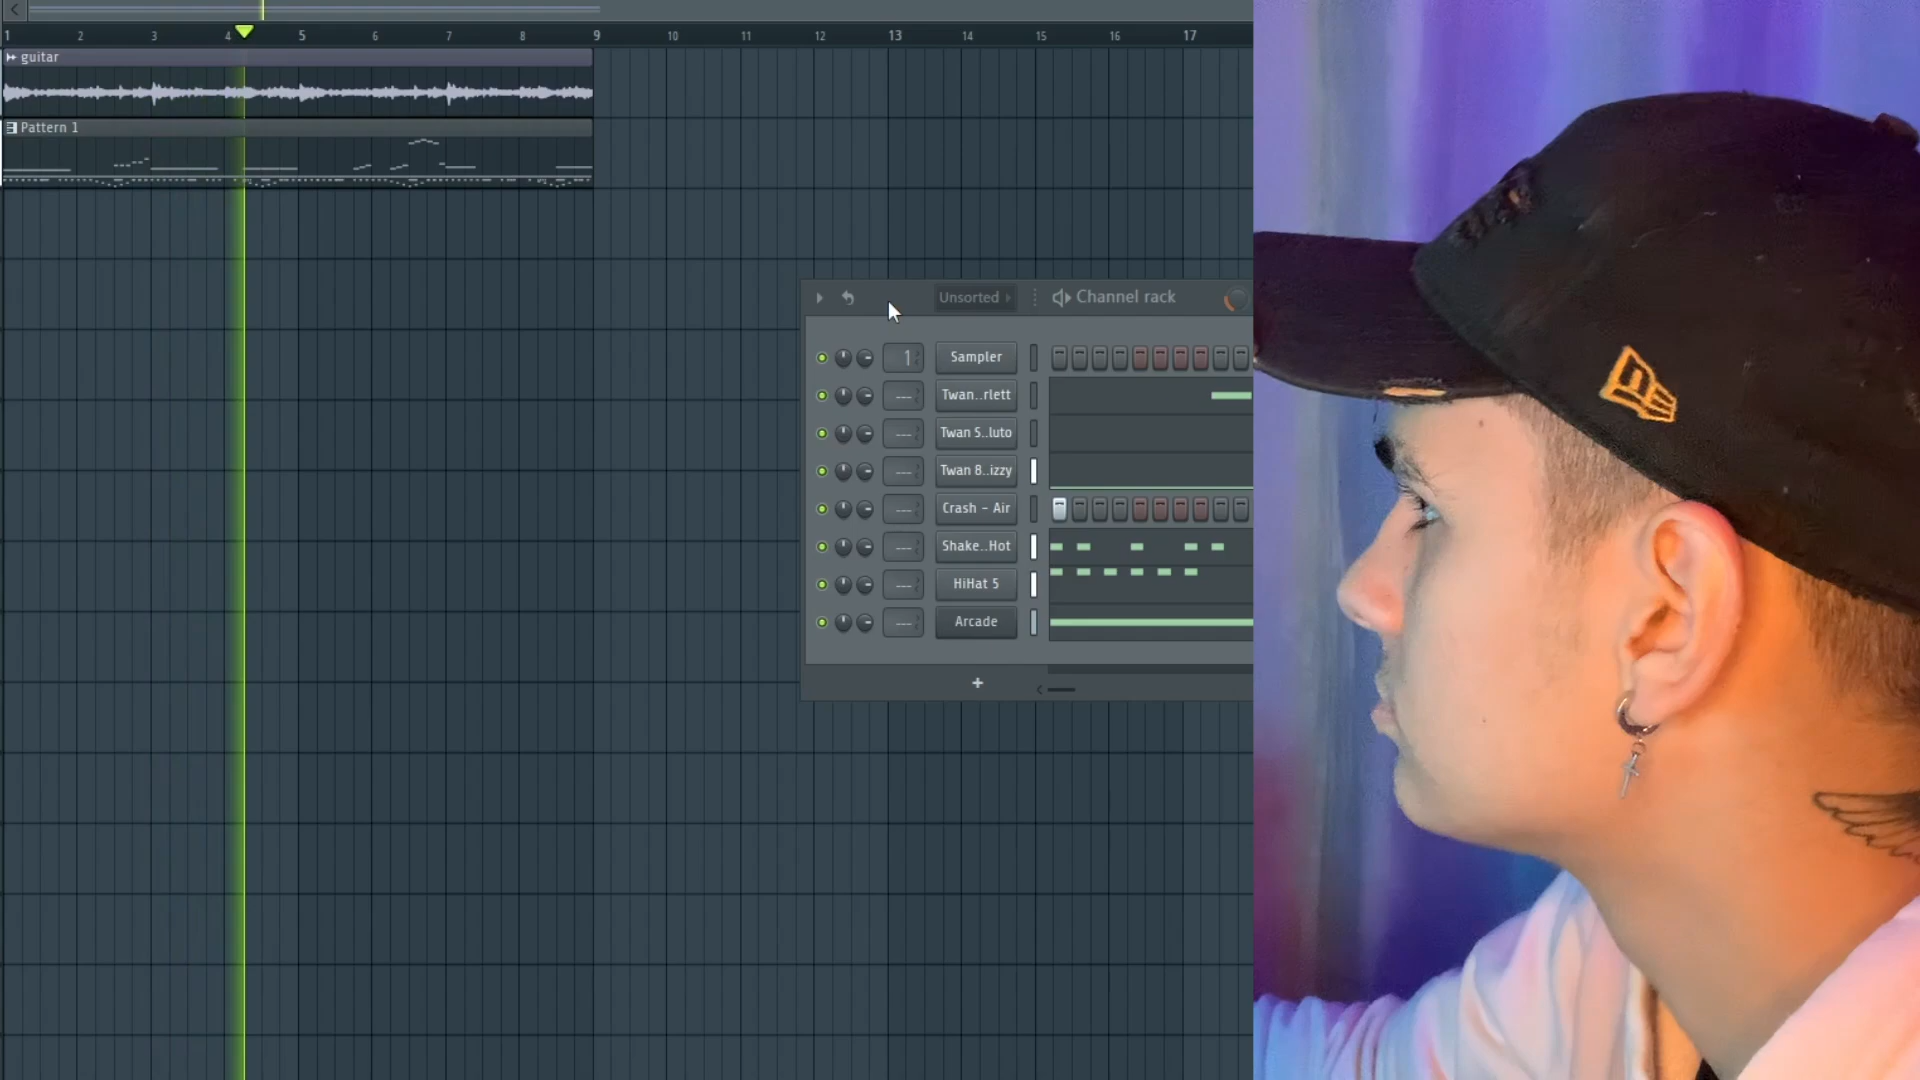 1 2 3 4 5 6 7 8 9 10 11 12 13 14 15 16 17
guitar
Pattern 1
Unsorted Channel rack
1 Sampler
--- Twan..rlett
--- Twan S..luto
--- Twan 8..izzy
--- Crash - Air
--- Shake..Hot
--- HiHat 5
--- Arcade
+